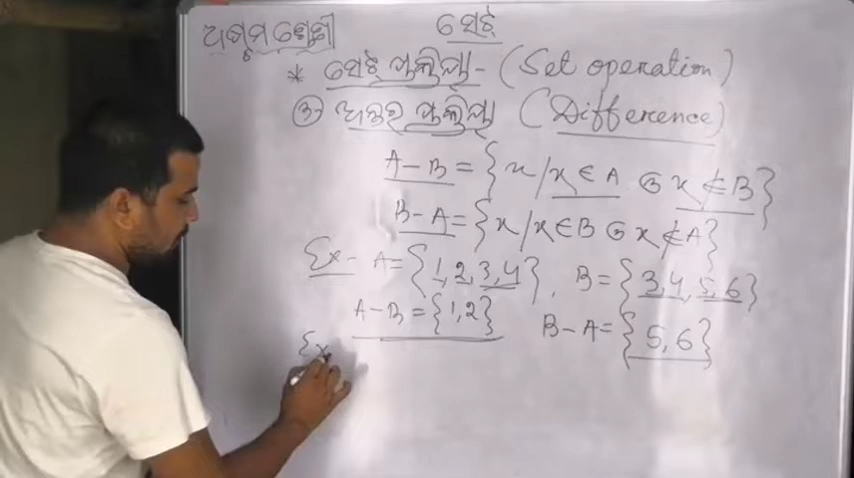 ଅଷ୍ଟମ ଶ୍ରେଣୀ ସେଟ୍
* ସେଟ୍ ପ୍ରକ୍ରିୟା - (Set operation)
୩- ଅନ୍ତର ପ୍ରକ୍ରିୟା (Difference)
A - B = {x/x ∈ A ଓ x ∉ B}
B - A = {x/x ∈ B ଓ x ∉ A}
Ex - A = {1, 2, 3, 4}, B = {3, 4, 5, 6}
A - B = {1, 2} B - A = {5, 6}
Ex